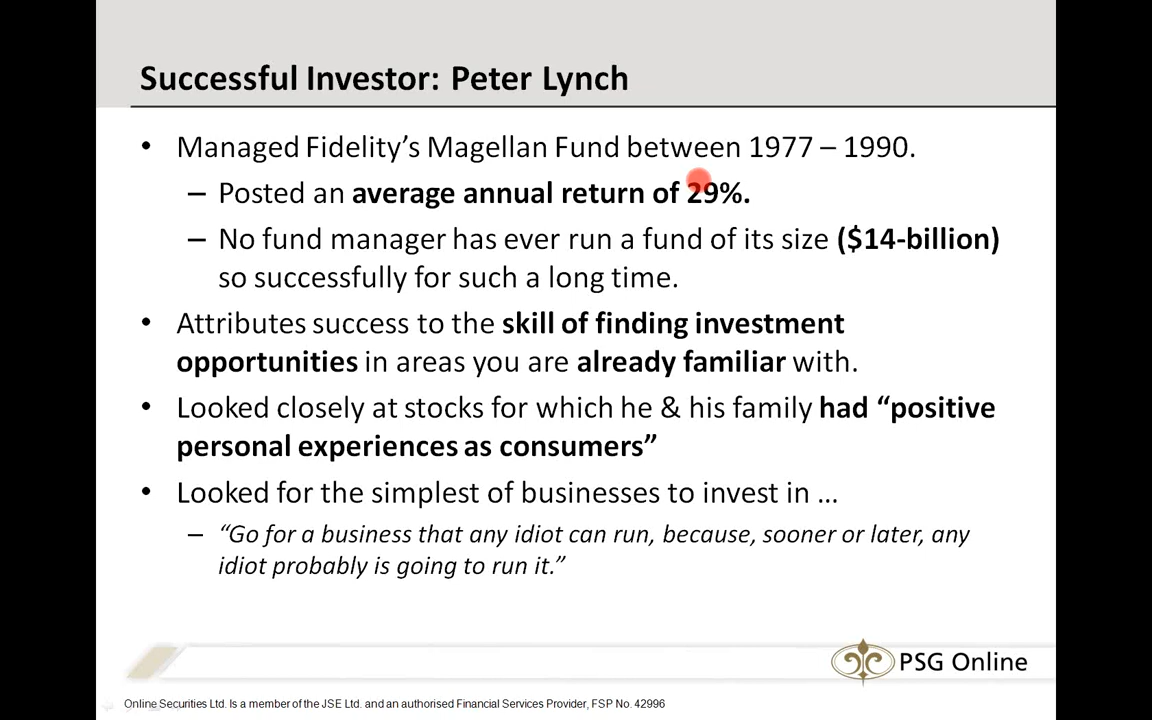 Successful Investor: Peter Lynch
• Managed Fidelity’s Magellan Fund between 1977 – 1990.
– Posted an average annual return of 29%.
– No fund manager has ever run a fund of its size ($14-billion)
so successfully for such a long time.
• Attributes success to the skill of finding investment
opportunities in areas you are already familiar with.
• Looked closely at stocks for which he & his family had “positive
personal experiences as consumers”
• Looked for the simplest of businesses to invest in …
– “Go for a business that any idiot can run, because, sooner or later, any
idiot probably is going to run it.”
PSG Online
Online Securities Ltd. Is a member of the JSE Ltd. and an authorised Financial Services Provider, FSP No. 42996